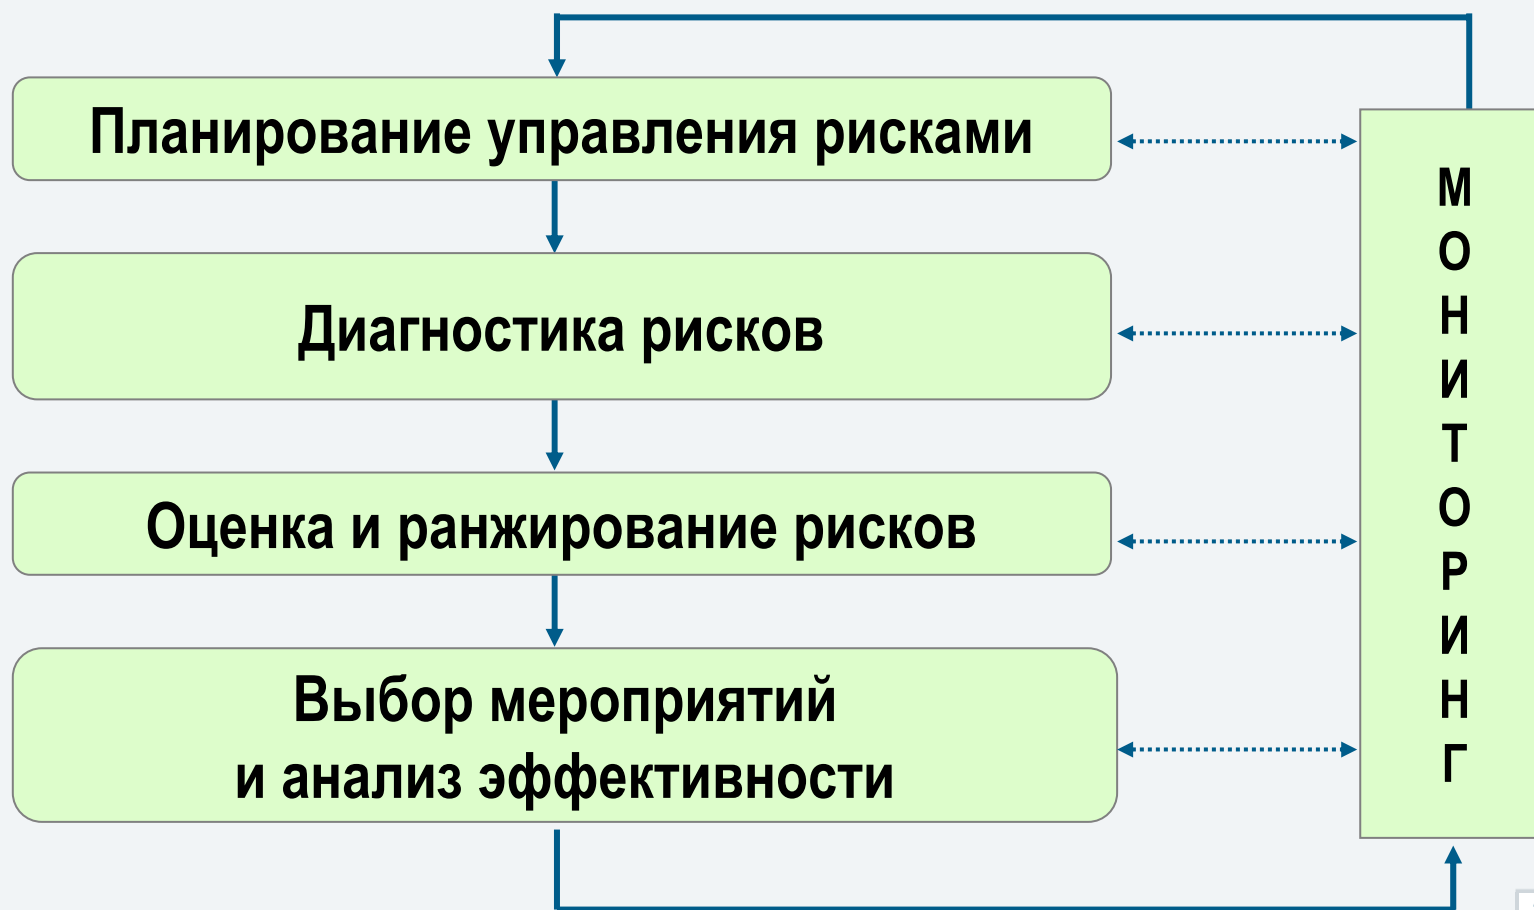 Планирование управления рисками
Диагностика рисков
Оценка и ранжирование рисков
Выбор мероприятий
и анализ эффективности
М
О
Н
И
Т
О
Р
И
Н
Г